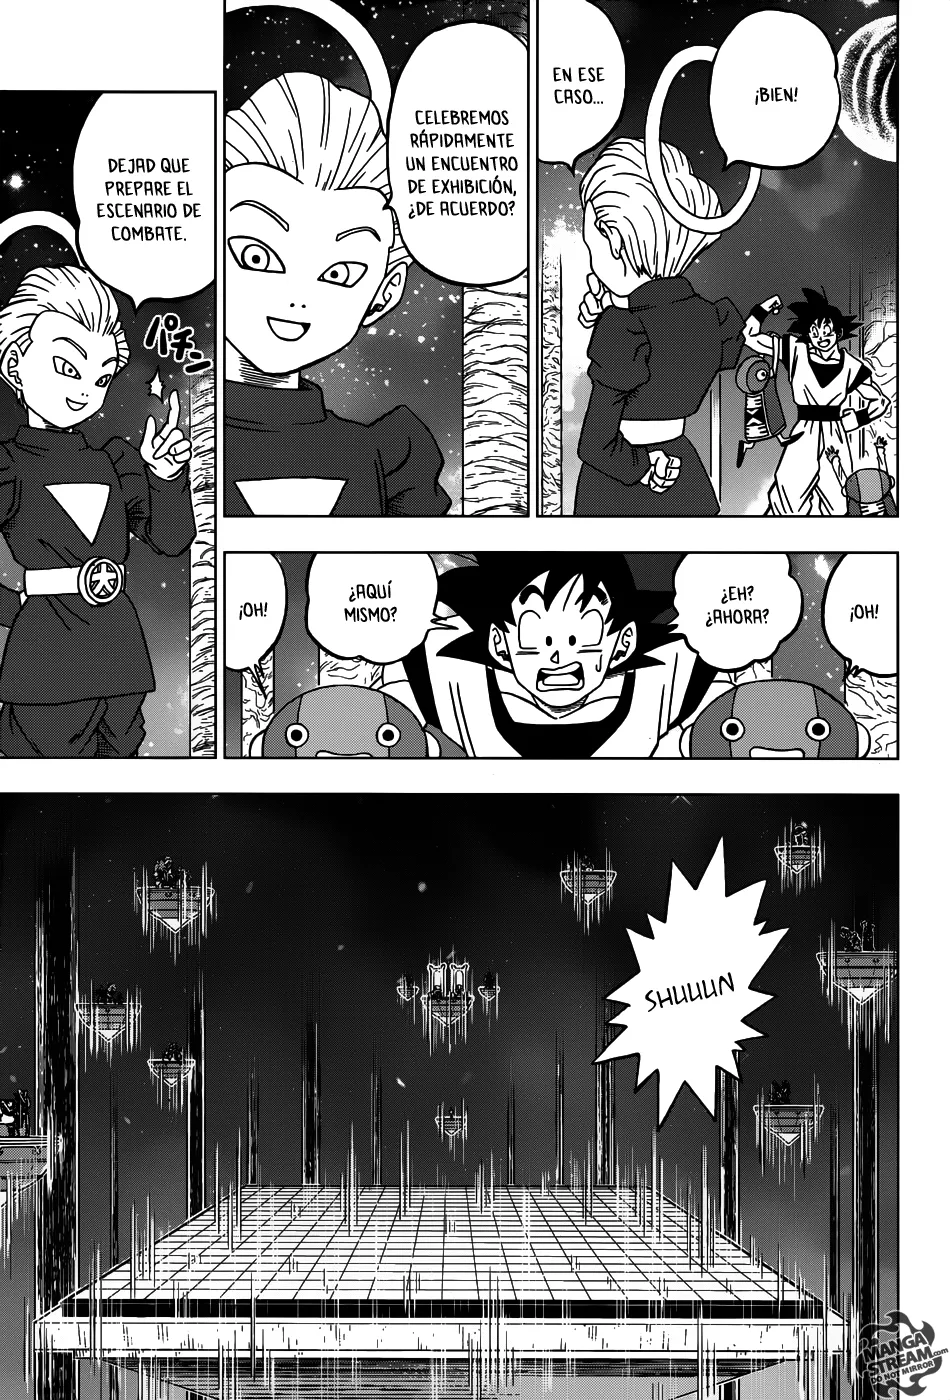 ¡BIEN!
EN ESE
CASO...
CELEBREMOS
RÁPIDAMENTE
UN ENCUENTRO
DE EXHIBICIÓN,
¿DE ACUERDO?
DEJAD QUE
PREPARE EL
ESCENARIO DE
COMBATE.
パチン
大
¡OH!
¿EH?
¿AHORA?
¿AQUÍ
MISMO?
¡OH!
SHUUUN
MANGA
STREAM.com
DO NOT MIRROR